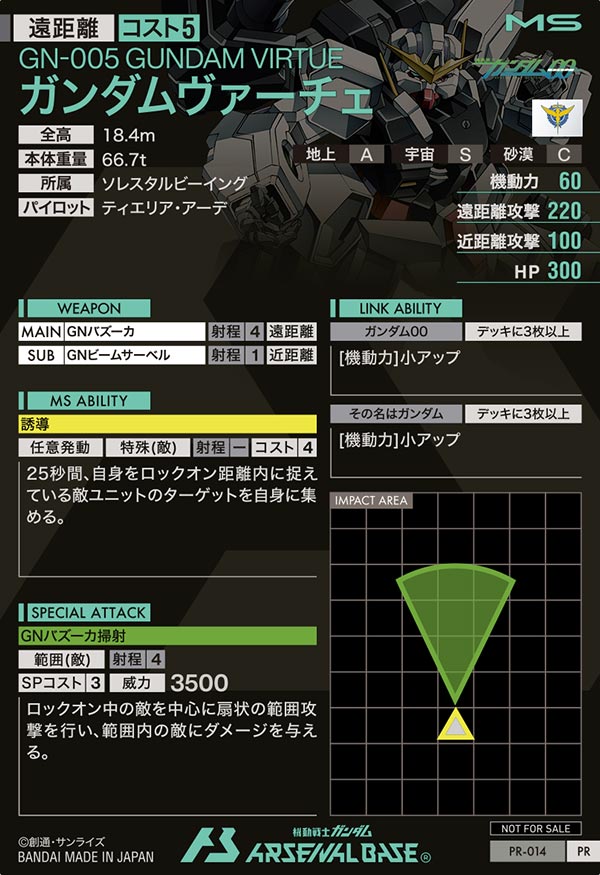 遠距離 コスト5 MS
GN-005 GUNDAM VIRTUE
ガンダムヴァーチェ
ガンダムOO
全高 18.4m
本体重量 66.7t
所属 ソレスタルビーイング
パイロット ティエリア・アーデ
地上 A 宇宙 S 砂漠 C
機動力 60
遠距離攻撃 220
近距離攻撃 100
HP 300
WEAPON
MAIN GNバズーカ 射程 4 遠距離
SUB GNビームサーベル 射程 1 近距離
MS ABILITY
誘導
任意発動 特殊(敵) 射程 ー コスト 4
25秒間、自身をロックオン距離内に捉え
ている敵ユニットのターゲットを自身に集
める。
SPECIAL ATTACK
GNバズーカ掃射
範囲(敵) 射程 4
SPコスト 3 威力 3500
ロックオン中の敵を中心に扇状の範囲攻
撃を行い、範囲内の敵にダメージを与え
る。
LINK ABILITY
ガンダム00 デッキに3枚以上
[機動力]小アップ
その名はガンダム デッキに3枚以上
[機動力]小アップ
IMPACT AREA
©創通・サンライズ
BANDAI MADE IN JAPAN
機動戦士ガンダム
ARSENAL BASE®
NOT FOR SALE
PR-014 PR